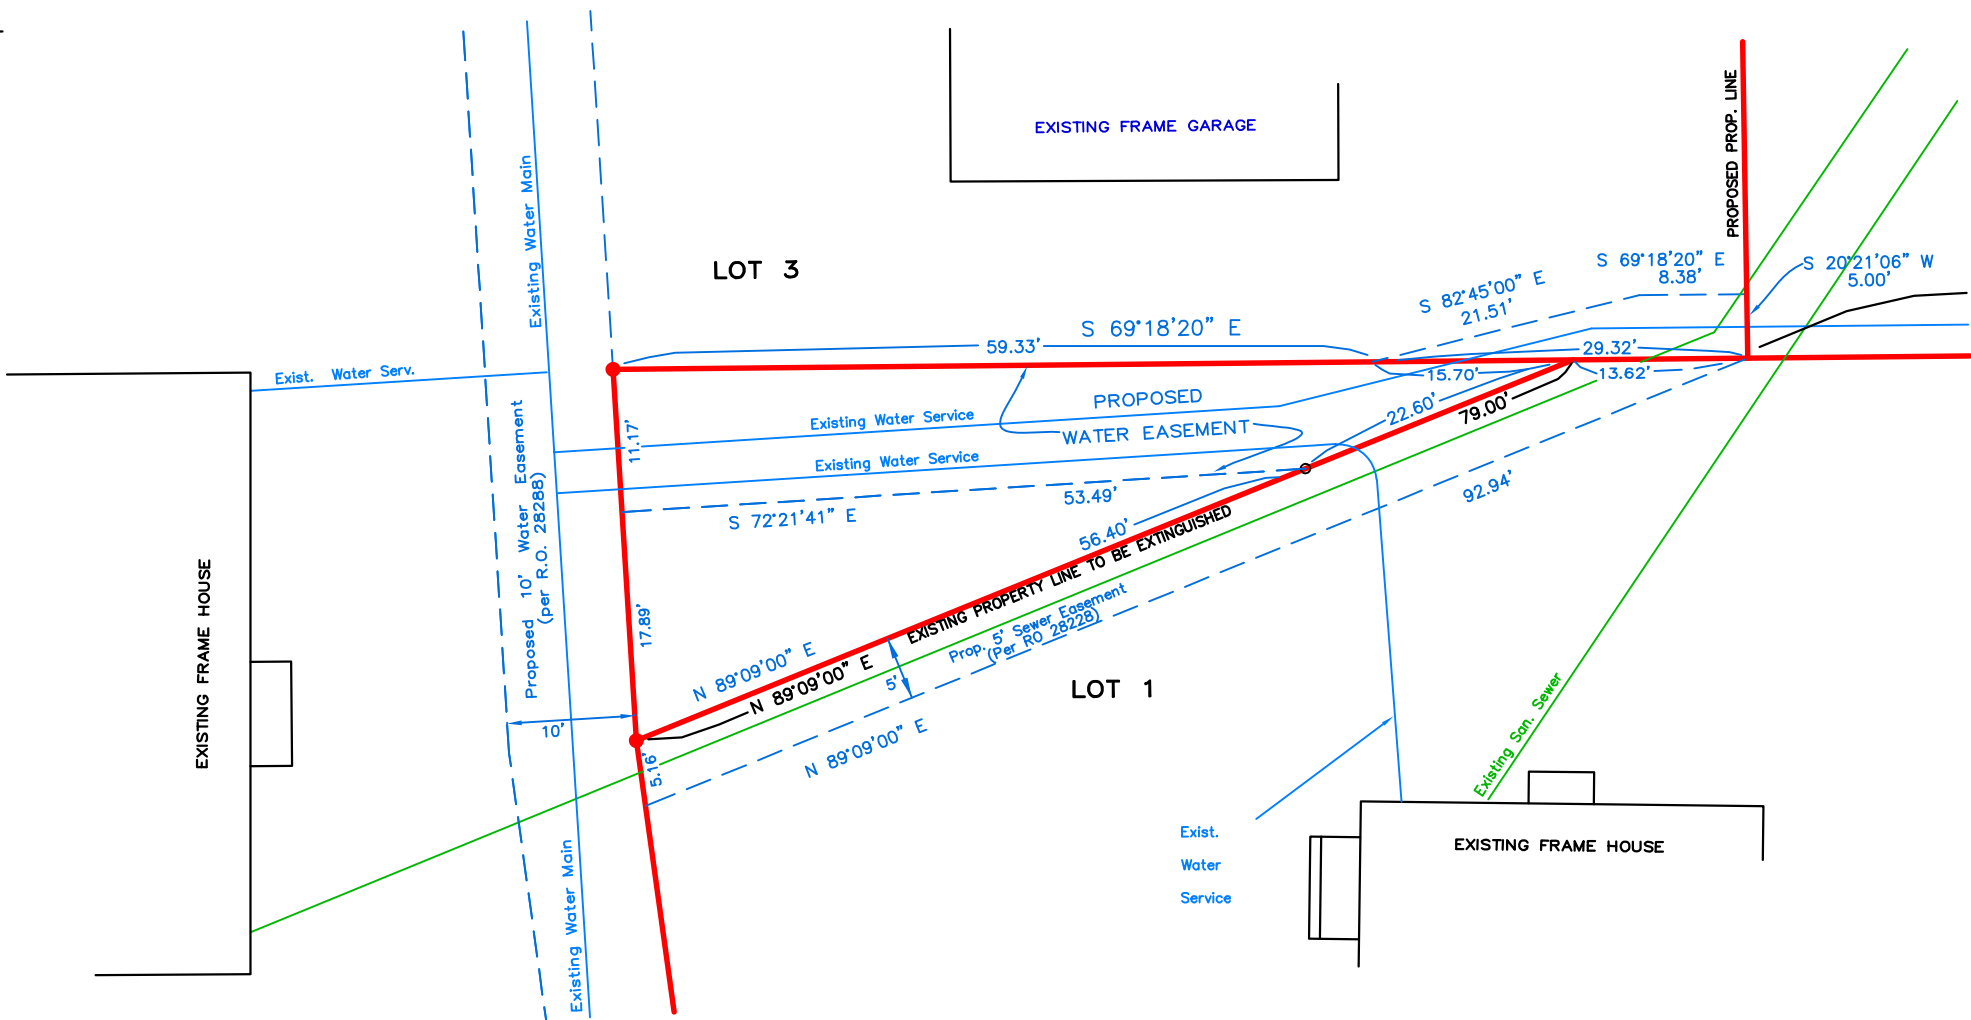 EXISTING FRAME GARAGE
PROPOSED PROP. LINE
Existing Water Main
LOT 3
S 82°45'00" E
21.51'
S 69°18'20" E
8.38'
S 20°21'06" W
5.00'
S 69°18'20" E
59.33'
29.32'
15.70'
13.62'
Exist. Water Serv.
PROPOSED
WATER EASEMENT
22.60'
79.00'
Existing Water Service
11.17'
Existing Water Service
Proposed 10' Water Easement
(per R.O. 28288)
53.49'
S 72°21'41" E
92.94'
56.40'
EXISTING PROPERTY LINE TO BE EXTINGUISHED
17.89'
Prop. 5' Sewer Easement
(Per RO 28228)
N 89°09'00" E
N 89°09'00" E
5'
LOT 1
EXISTING FRAME HOUSE
10'
N 89°09'00" E
5.16'
Existing San. Sewer
Existing Water Main
Exist.
Water
Service
EXISTING FRAME HOUSE